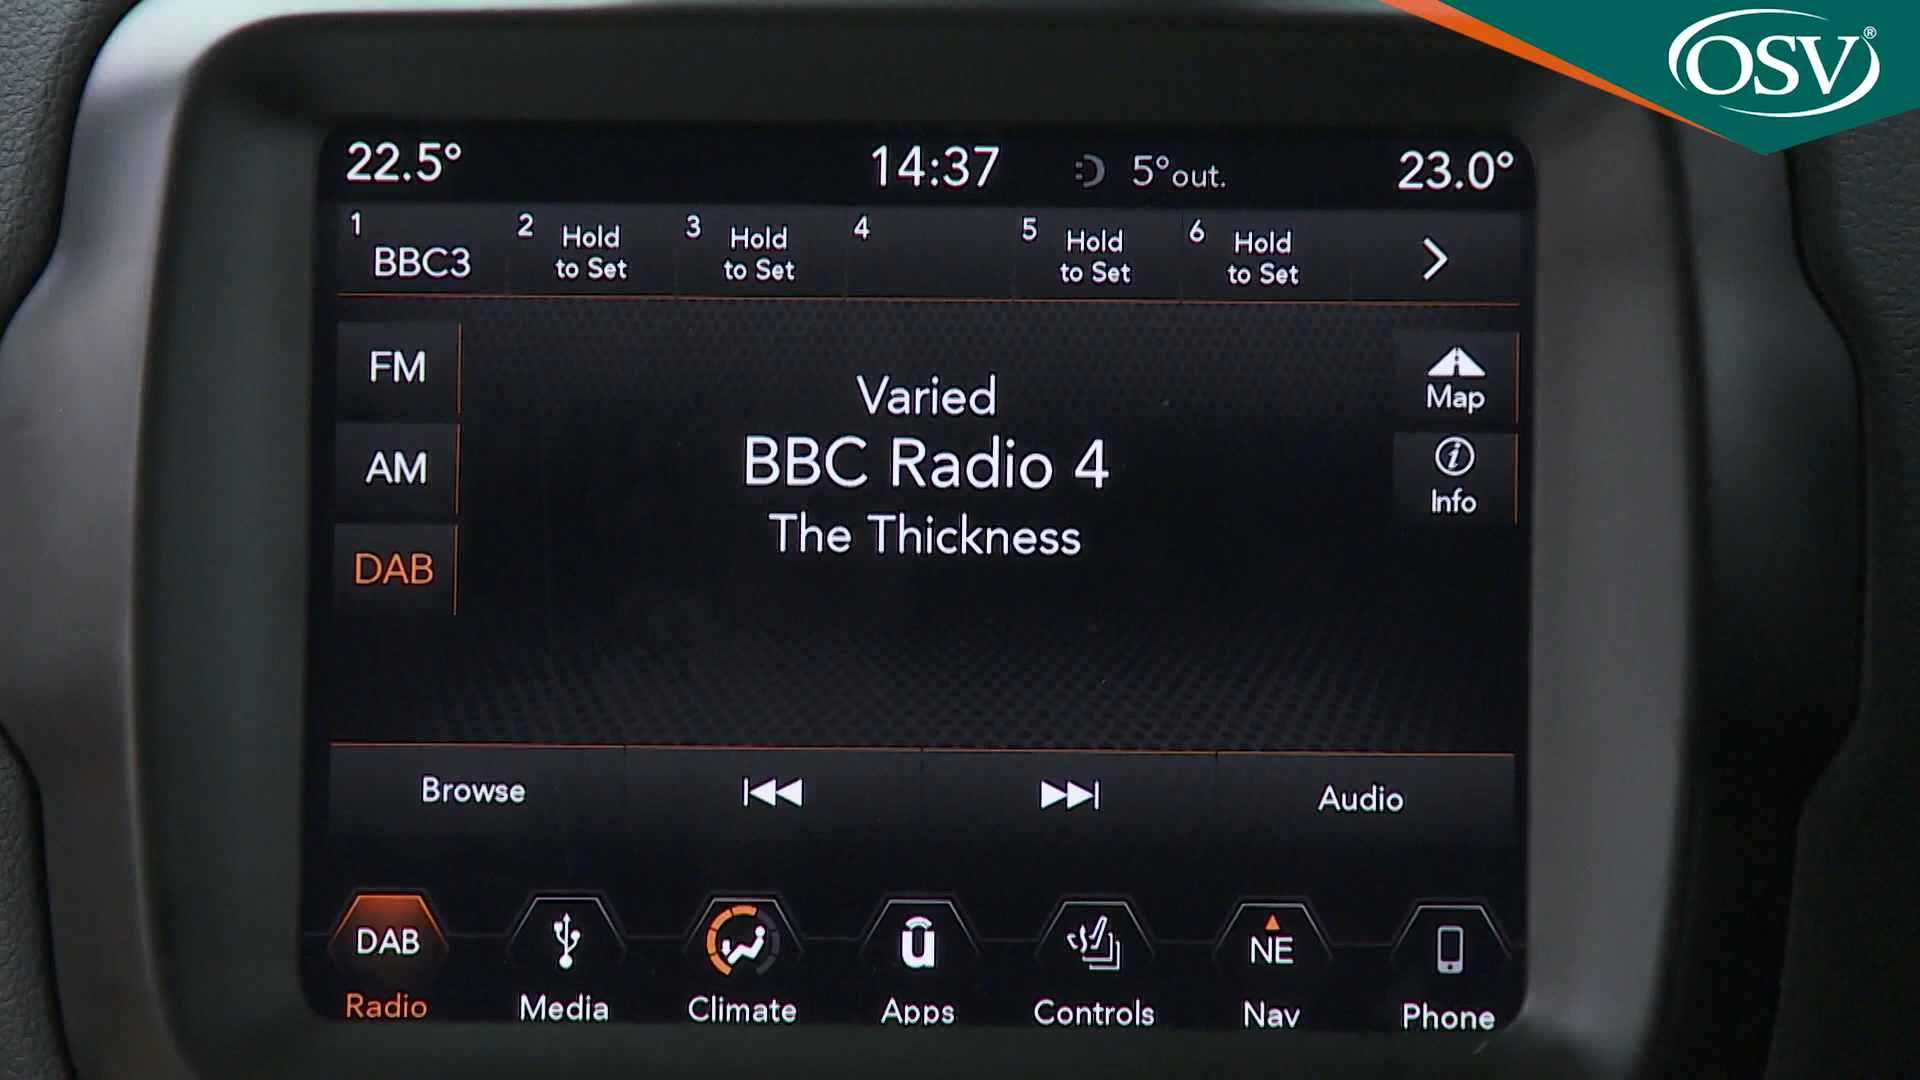 OSV®
22.5° 14:37 5°out. 23.0°
1 BBC3
2 Hold to Set
3 Hold to Set
4
5 Hold to Set
6 Hold to Set
FM
AM
DAB
Varied
BBC Radio 4
The Thickness
Map
Info
Browse
Audio
DAB
NE
Radio Media Climate Apps Controls Nav Phone